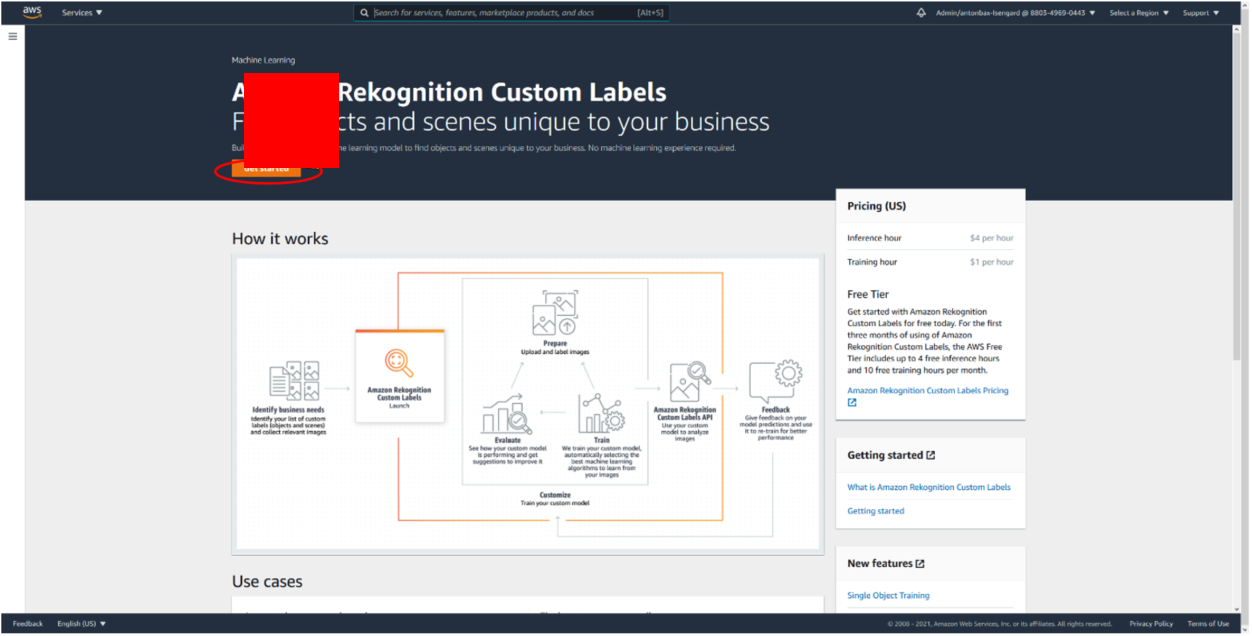 aws
Services
Search for services, features, marketplace products, and docs [Alt+S]
Admin/antonbax-Isengard @ 8803-4969-0443
Select a Region
Support
Machine Learning
Rekognition Custom Labels
and scenes unique to your business
learning model to find objects and scenes unique to your business. No machine learning experience required.
Get started
How it works
Identify business needs
Identify your list of custom
labels (objects and scenes)
and collect relevant images
Amazon Rekognition
Custom Labels
Launch
Prepare
Upload and label images
Evaluate
See how your custom model
is performing and get
suggestions to improve it
Train
We train your custom model,
automatically selecting the
best machine learning
algorithms to learn from
your images
Customize
Train your custom model
Amazon Rekognition
Custom Labels API
Use your custom
model to analyze
images
Feedback
Give feedback on your
model predictions and use
it to re-train for better
performance
Use cases
Pricing (US)
Inference hour $4 per hour
Training hour $1 per hour
Free Tier
Get started with Amazon Rekognition
Custom Labels for free today. For the first
three months of using of Amazon
Rekognition Custom Labels, the AWS Free
Tier includes up to 4 free inference hours
and 10 free training hours per month.
Amazon Rekognition Custom Labels Pricing
Getting started
What is Amazon Rekognition Custom Labels
Getting started
New features
Single Object Training
Feedback
English (US)
© 2008 - 2021, Amazon Web Services, Inc. or its affiliates. All rights reserved.
Privacy Policy
Terms of Use